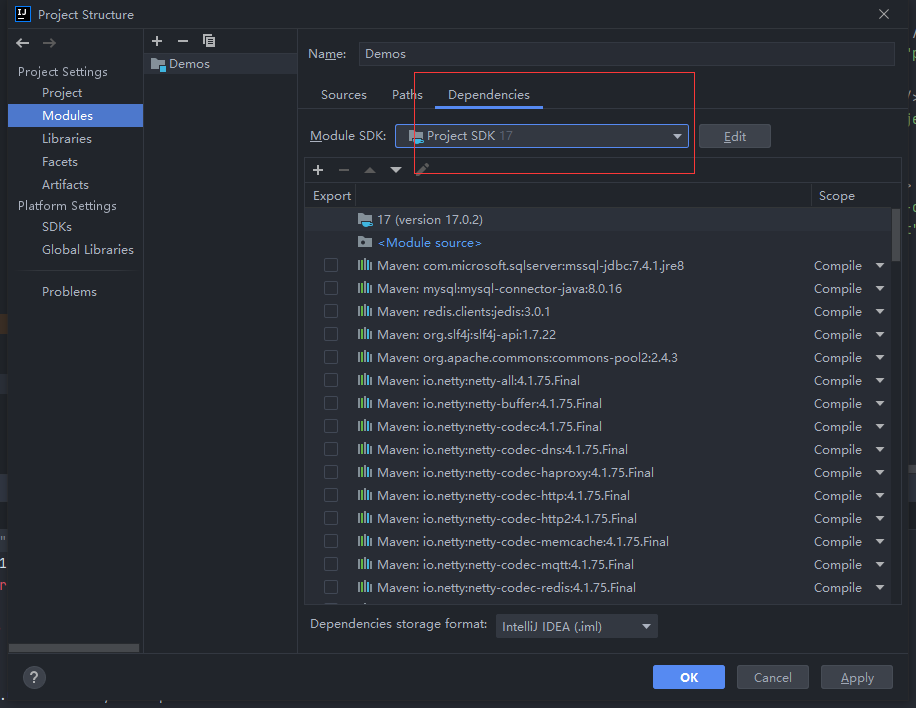 Project Structure
Project Settings
Project
Modules
Libraries
Facets
Artifacts
Platform Settings
SDKs
Global Libraries
Problems
Demos
Name: Demos
Sources Paths Dependencies
Module SDK: Project SDK 17 Edit
Export Scope
17 (version 17.0.2)
<Module source>
Maven: com.microsoft.sqlserver:mssql-jdbc:7.4.1.jre8 Compile
Maven: mysql:mysql-connector-java:8.0.16 Compile
Maven: redis.clients:jedis:3.0.1 Compile
Maven: org.slf4j:slf4j-api:1.7.22 Compile
Maven: org.apache.commons:commons-pool2:2.4.3 Compile
Maven: io.netty:netty-all:4.1.75.Final Compile
Maven: io.netty:netty-buffer:4.1.75.Final Compile
Maven: io.netty:netty-codec:4.1.75.Final Compile
Maven: io.netty:netty-codec-dns:4.1.75.Final Compile
Maven: io.netty:netty-codec-haproxy:4.1.75.Final Compile
Maven: io.netty:netty-codec-http:4.1.75.Final Compile
Maven: io.netty:netty-codec-http2:4.1.75.Final Compile
Maven: io.netty:netty-codec-memcache:4.1.75.Final Compile
Maven: io.netty:netty-codec-mqtt:4.1.75.Final Compile
Maven: io.netty:netty-codec-redis:4.1.75.Final Compile
Dependencies storage format: IntelliJ IDEA (.iml)
? OK Cancel Apply